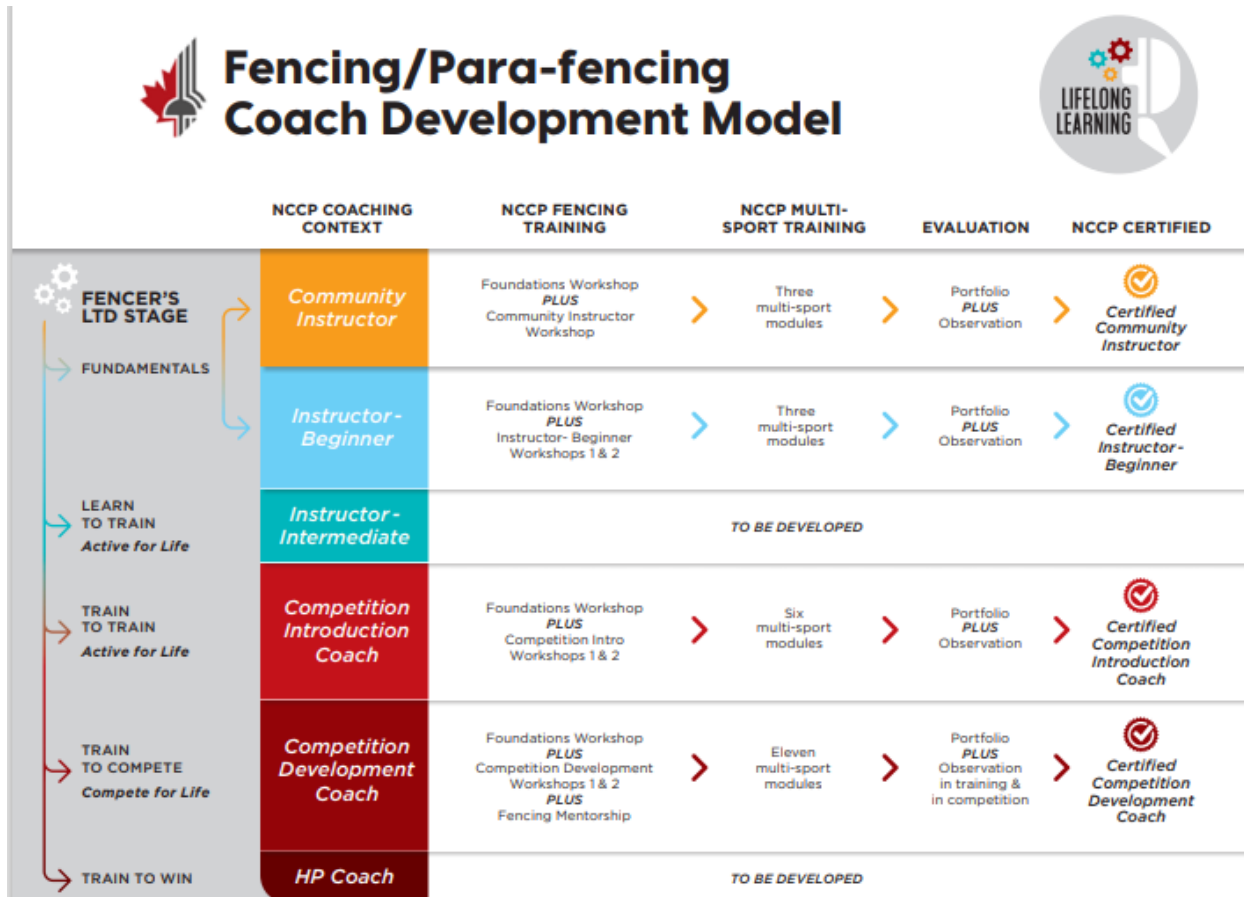 Fencing/Para-fencing
Coach Development Model
LIFELONG
LEARNING
NCCP COACHING
CONTEXT
NCCP FENCING
TRAINING
NCCP MULTI-
SPORT TRAINING
EVALUATION
NCCP CERTIFIED
FENCER'S
LTD STAGE
FUNDAMENTALS
Community
Instructor
Foundations Workshop
PLUS
Community Instructor
Workshop
Three
multi-sport
modules
Portfolio
PLUS
Observation
Certified
Community
Instructor
Instructor-
Beginner
Foundations Workshop
PLUS
Instructor- Beginner
Workshops 1 & 2
Three
multi-sport
modules
Portfolio
PLUS
Observation
Certified
Instructor-
Beginner
LEARN
TO TRAIN
Active for Life
Instructor-
Intermediate
TO BE DEVELOPED
TRAIN
TO TRAIN
Active for Life
Competition
Introduction
Coach
Foundations Workshop
PLUS
Competition Intro
Workshops 1 & 2
Six
multi-sport
modules
Portfolio
PLUS
Observation
Certified
Competition
Introduction
Coach
TRAIN
TO COMPETE
Compete for Life
Competition
Development
Coach
Foundations Workshop
PLUS
Competition Development
Workshops 1 & 2
PLUS
Fencing Mentorship
Eleven
multi-sport
modules
Portfolio
PLUS
Observation
in training &
in competition
Certified
Competition
Development
Coach
TRAIN TO WIN
HP Coach
TO BE DEVELOPED